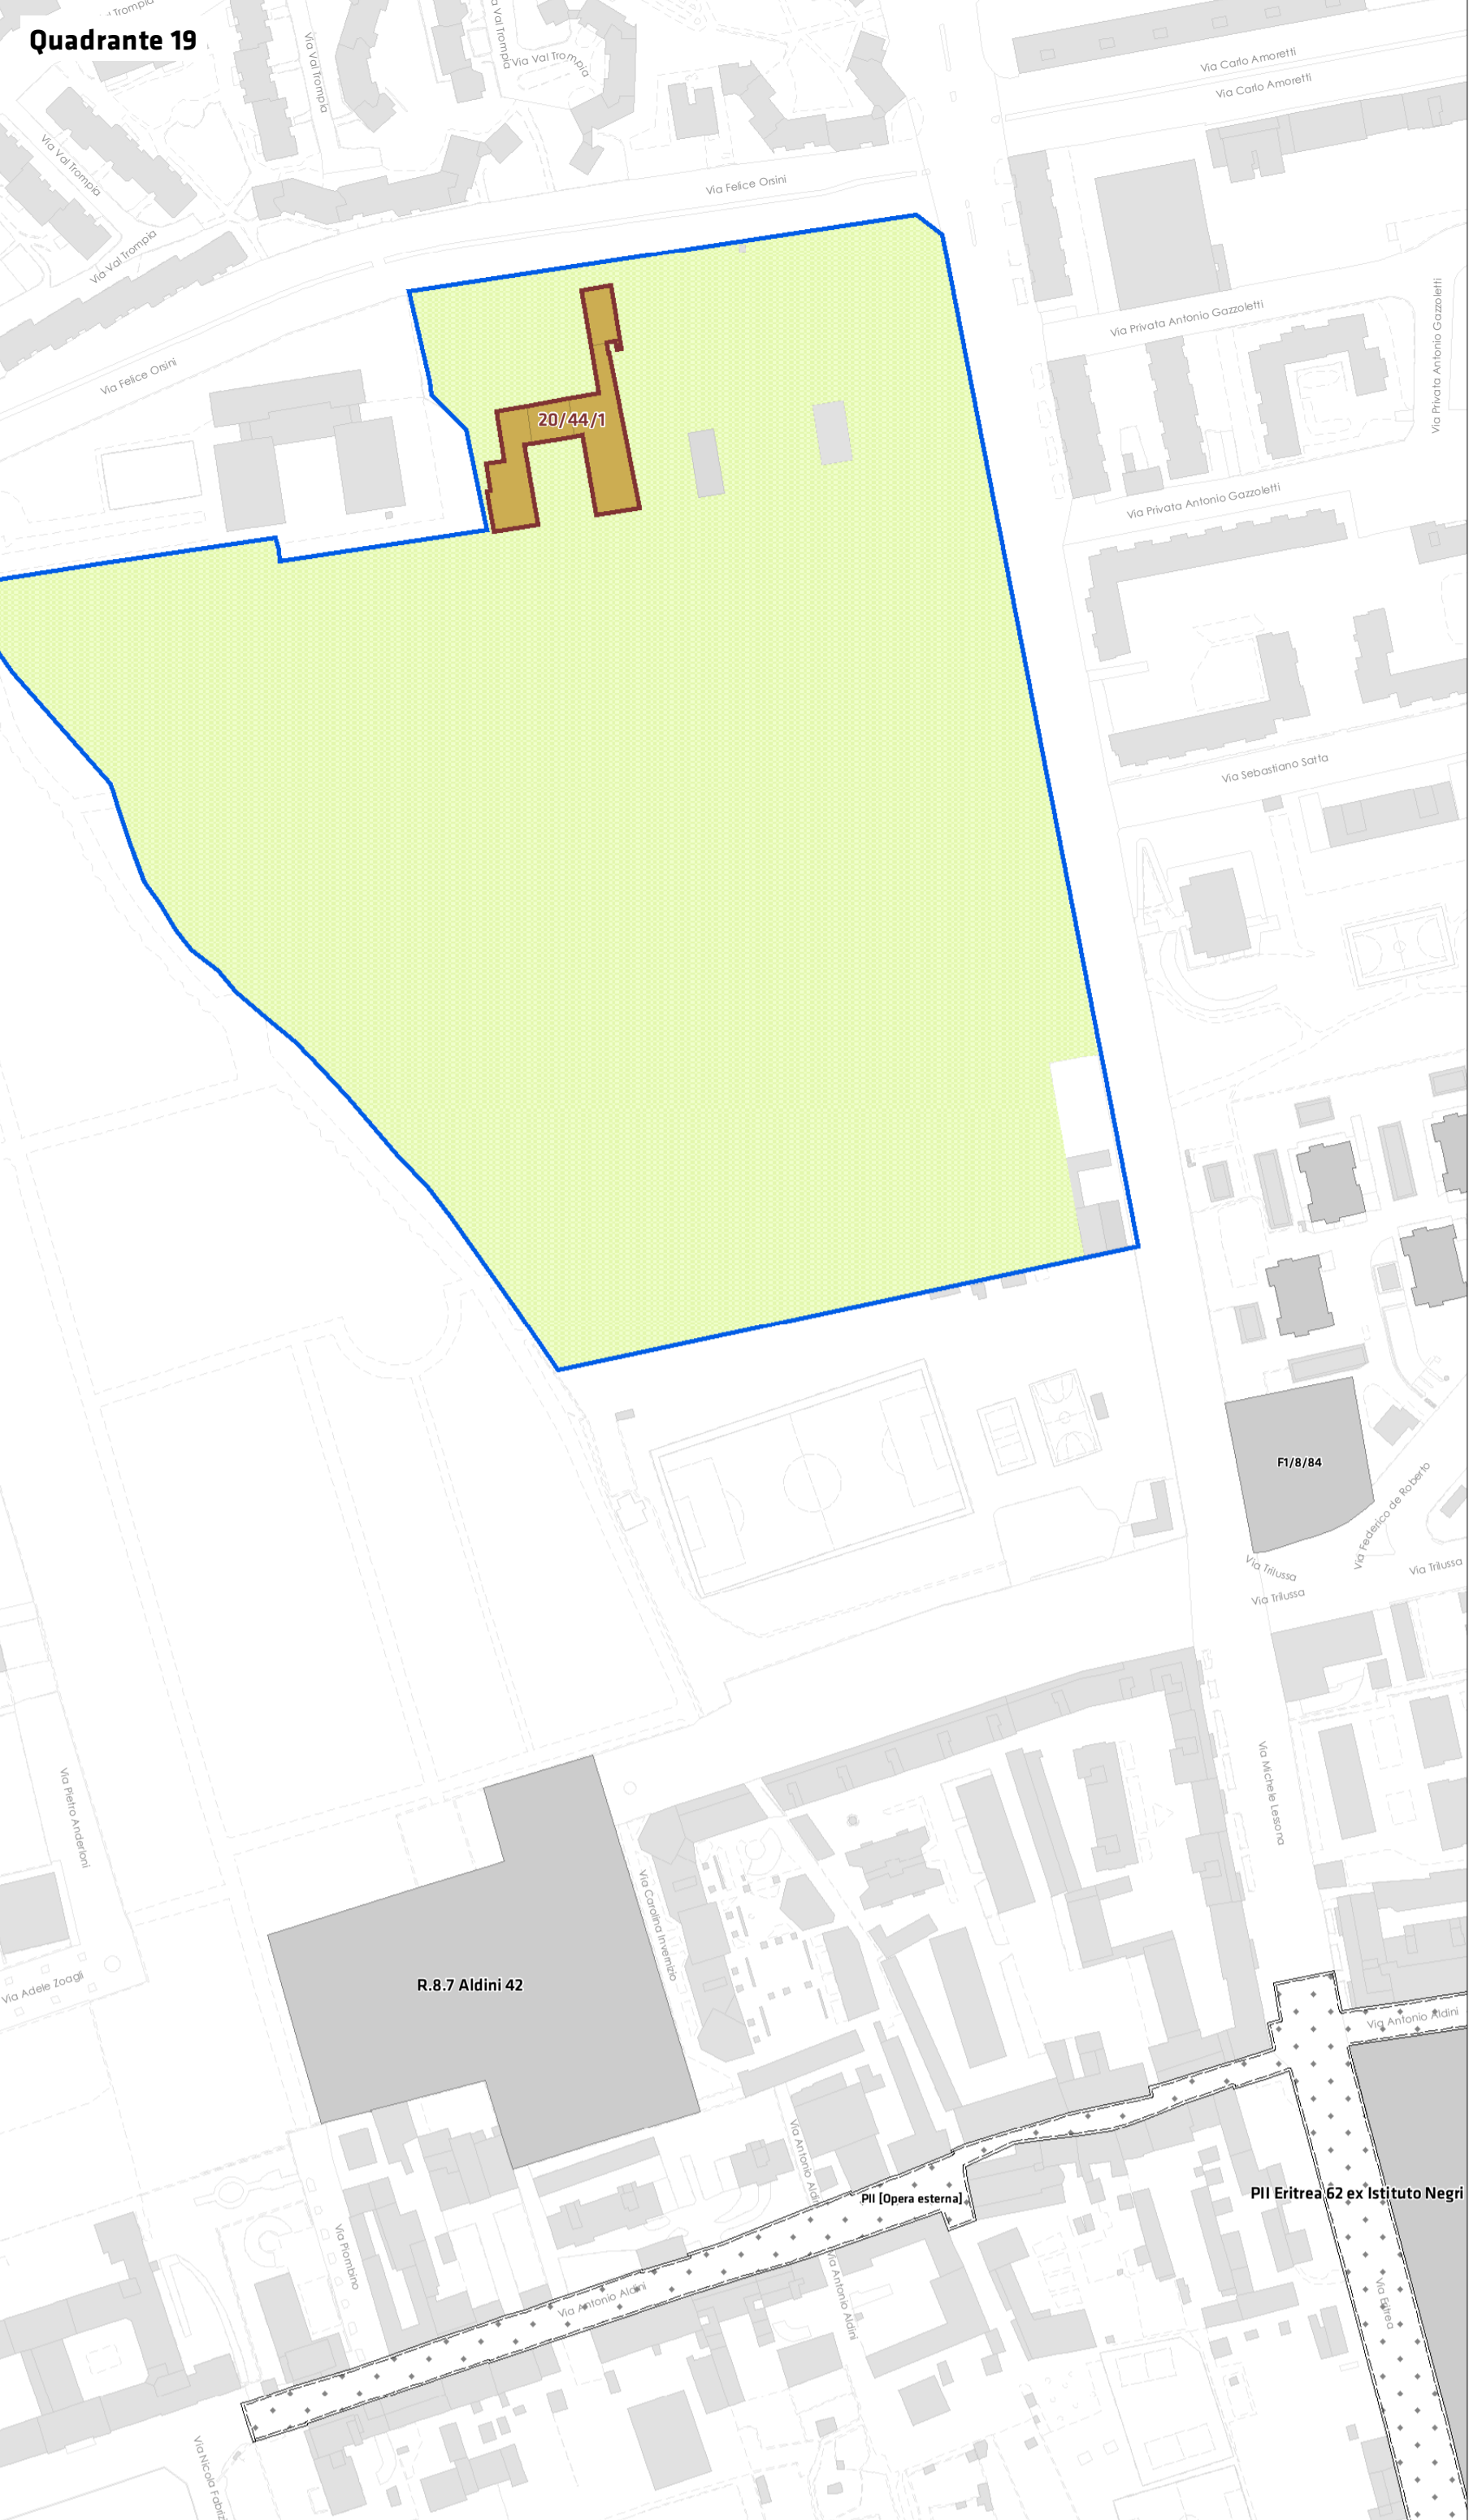 Quadrante 19
Via Val Trompia
Via Val Trompia
Via Val Trompia
Via Carlo Amoretti
Via Carlo Amoretti
Via Val Trompia
Via Felice Orsini
Via Val Trompia
Via Privata Antonio Gazzoletti
Via Privata Antonio Gazzoletti
Via Felice Orsini
20/44/1
Via Privata Antonio Gazzoletti
Via Sebastiano Satta
F1/8/84
Via Federico de Roberto
Via Trilussa
Via Trilussa
Via Trilussa
Via Pietro Anderloni
Via Michele Lessona
Via Carolina Invernizio
R.8.7 Aldini 42
Via Adele Zoagli
Via Antonio Aldini
Via Antonio Aldini
PII [Opera esterna]
PII Eritrea 62 ex Istituto Negri
Via Piombino
Via Antonio Aldini
Via Antonio Aldini
Via Eritrea